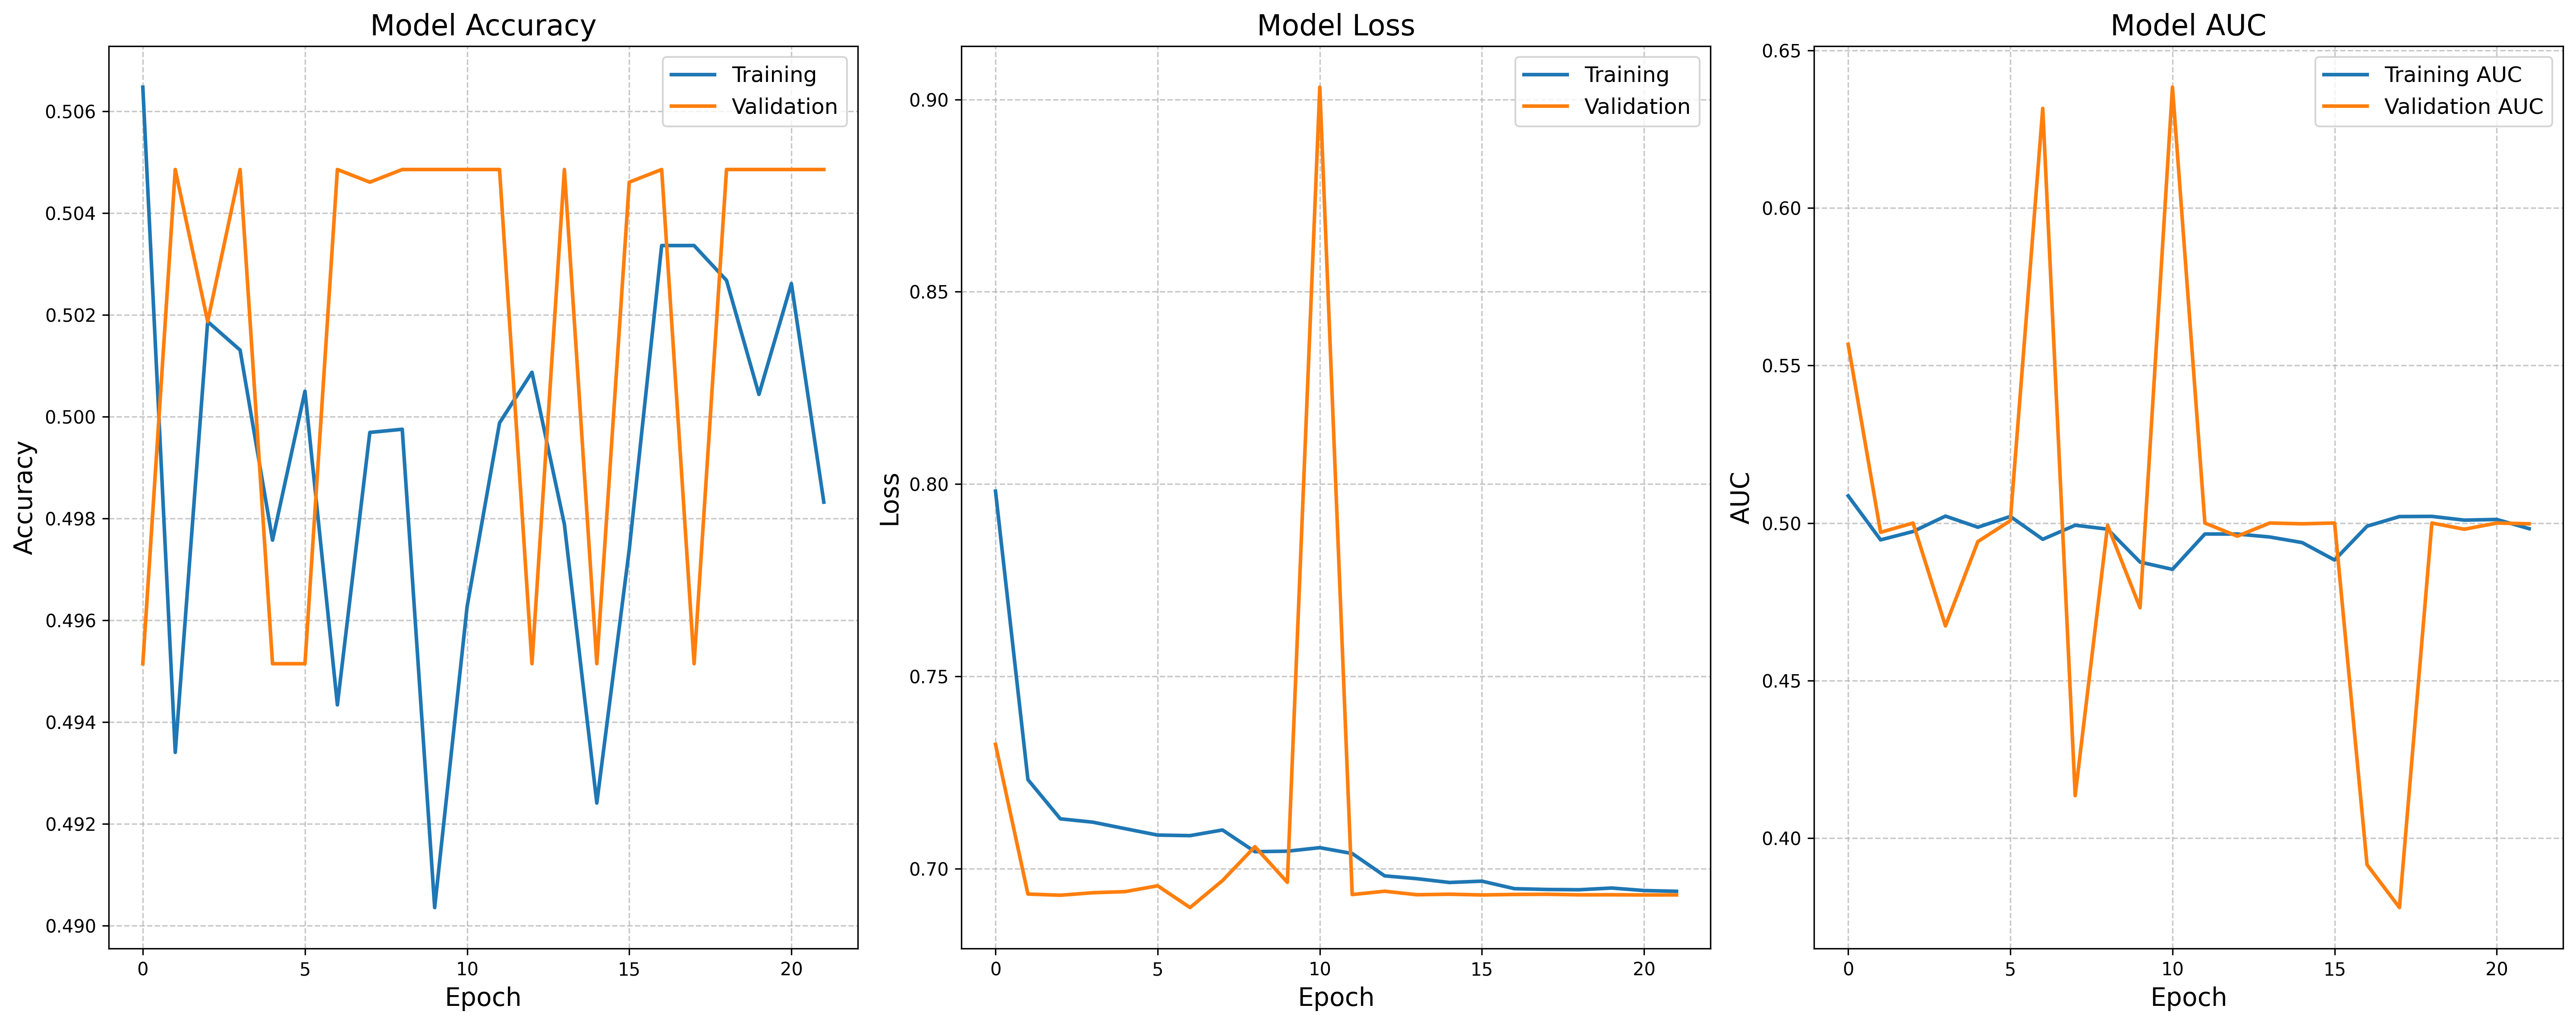 Model Accuracy
Training
Validation
0.506
0.504
0.502
0.500
0.498
0.496
0.494
0.492
0.490
Accuracy
0
5
10
15
20
Epoch
Model Loss
Training
Validation
0.90
0.85
0.80
0.75
0.70
Loss
0
5
10
15
20
Epoch
Model AUC
Training AUC
Validation AUC
0.65
0.60
0.55
0.50
0.45
0.40
AUC
0
5
10
15
20
Epoch